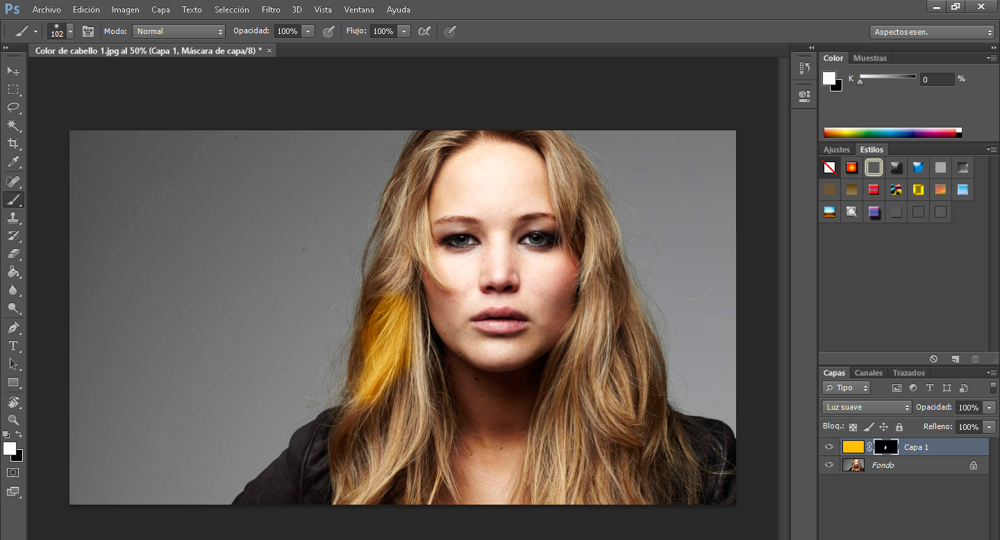 Ps Archivo Edición Imagen Capa Texto Selección Filtro 3D Vista Ventana Ayuda
102 Modo: Normal Opacidad: 100% Flujo: 100% Aspectos esen.
Color de cabello 1.jpg al 50% (Capa 1, Máscara de capa/8) * ×
Color Muestras
K 0 %
Ajustes Estilos
Capas Canales Trazados
Tipo T
Luz suave Opacidad: 100%
Bloq.: Relleno: 100%
Capa 1
Fondo
T